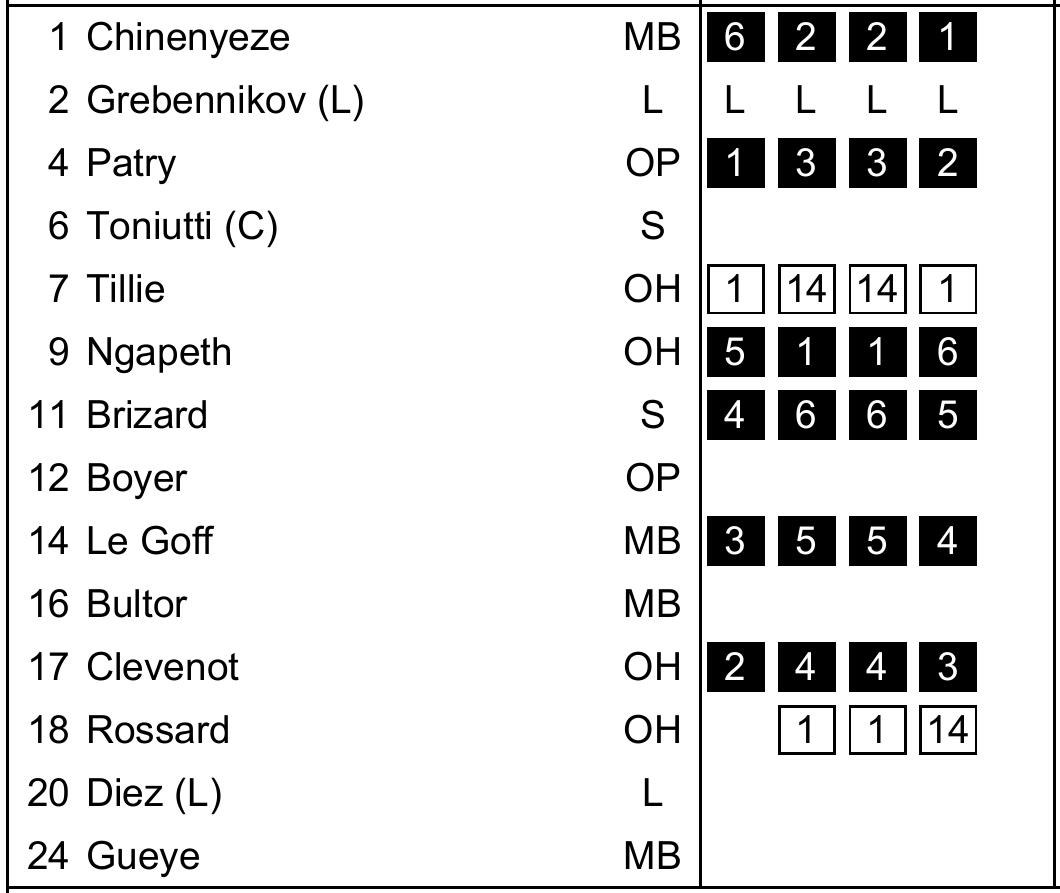 1 Chinenyeze MB 6 2 2 1
2 Grebennikov (L) L L L L L
4 Patry OP 1 3 3 2
6 Toniutti (C) S
7 Tillie OH 1 14 14 1
9 Ngapeth OH 5 1 1 6
11 Brizard S 4 6 6 5
12 Boyer OP
14 Le Goff MB 3 5 5 4
16 Bultor MB
17 Clevenot OH 2 4 4 3
18 Rossard OH 1 1 14
20 Diez (L) L
24 Gueye MB